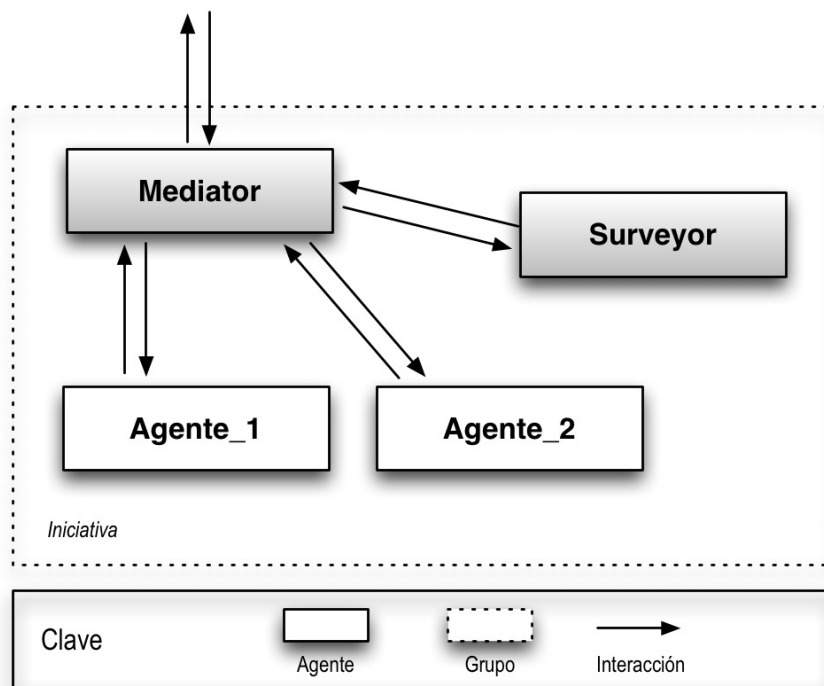 Mediator
Surveyor
Agente_1
Agente_2
Iniciativa
Clave
Agente
Grupo
Interacción